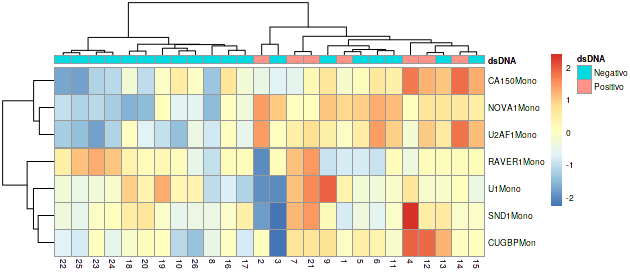 dsDNA
CA150Mono
NOVA1Mono
U2AF1Mono
RAVER1Mono
U1Mono
SND1Mono
CUGBPMon
22 25 23 24 18 20 19 10 26 8 16 17 2 3 7 21 9 1 5 6 11 4 12 13 14 15
2
1
0
-1
-2
dsDNA
Negativo
Positivo